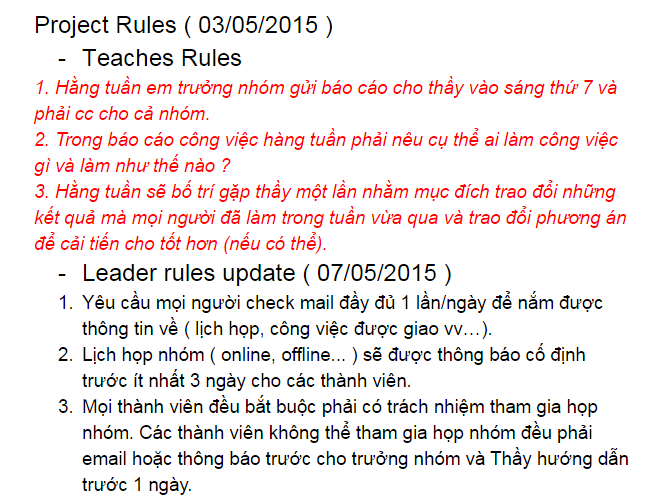 Project Rules ( 03/05/2015 )
- Teaches Rules
1. Hằng tuần em trưởng nhóm gửi báo cáo cho thầy vào sáng thứ 7 và
phải cc cho cả nhóm.
2. Trong báo cáo công việc hàng tuần phải nêu cụ thể ai làm công việc
gì và làm như thế nào ?
3. Hằng tuần sẽ bố trí gặp thầy một lần nhằm mục đích trao đổi những
kết quả mà mọi người đã làm trong tuần vừa qua và trao đổi phương án
để cải tiến cho tốt hơn (nếu có thể).
- Leader rules update ( 07/05/2015 )
1. Yêu cầu mọi người check mail đầy đủ 1 lần/ngày để nắm được
thông tin về ( lịch họp, công việc được giao vv…).
2. Lịch họp nhóm ( online, offline... ) sẽ được thông báo cố định
trước ít nhất 3 ngày cho các thành viên.
3. Mọi thành viên đều bắt buộc phải có trách nhiệm tham gia họp
nhóm. Các thành viên không thể tham gia họp nhóm đều phải
email hoặc thông báo trước cho trưởng nhóm và Thầy hướng dẫn
trước 1 ngày.